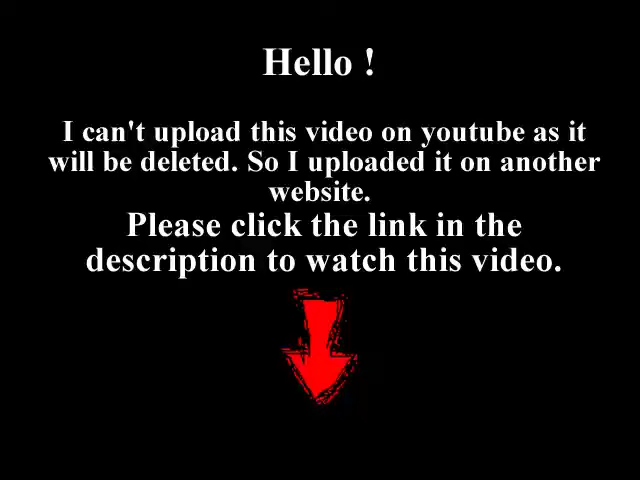 Hello !
I can't upload this video on youtube as it
will be deleted. So I uploaded it on another
website.
Please click the link in the
description to watch this video.